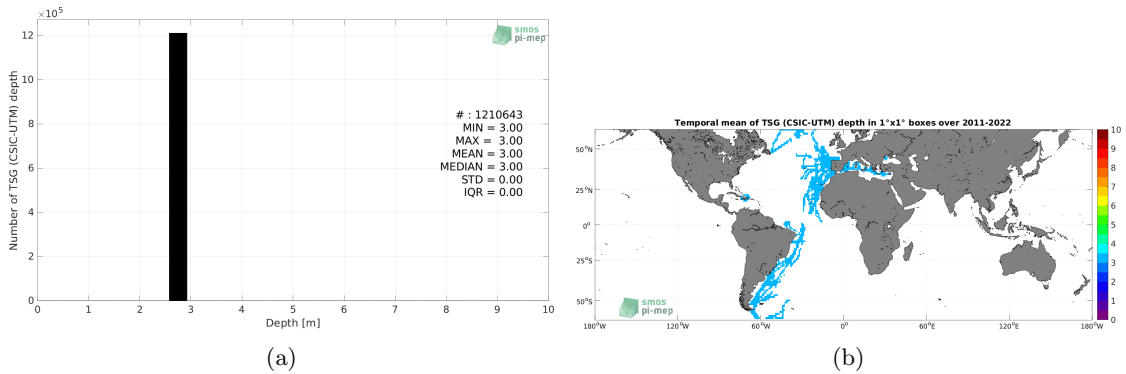 ×10⁵
12
10
8
6
4
2
0
Number of TSG (CSIC-UTM) depth
smos
pi-mep
# : 1210643
MIN = 3.00
MAX = 3.00
MEAN = 3.00
MEDIAN = 3.00
STD = 0.00
IQR = 0.00
0 1 2 3 4 5 6 7 8 9 10
Depth [m]
(a)
Temporal mean of TSG (CSIC-UTM) depth in 1°x1° boxes over 2011-2022
50°N
25°N
0°
25°S
50°S
smos
pi-mep
180°W 120°W 60°W 0° 60°E 120°E 180°W
10
9
8
7
6
5
4
3
2
1
0
(b)